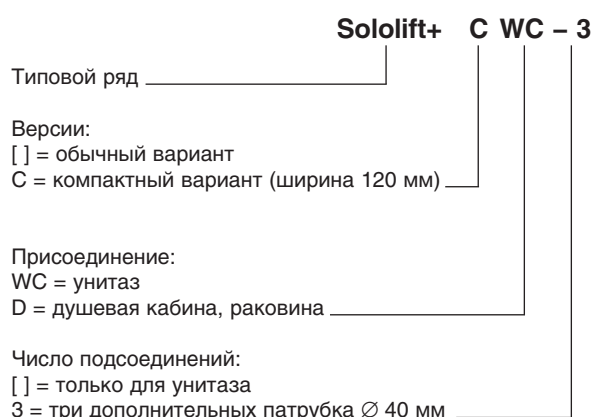 Sololift+ C WC – 3
Типовой ряд
Версии:
[ ] = обычный вариант
C = компактный вариант (ширина 120 мм)
Присоединение:
WC = унитаз
D = душевая кабина, раковина
Число подсоединений:
[ ] = только для унитаза
3 = три дополнительных патрубка ∅ 40 мм